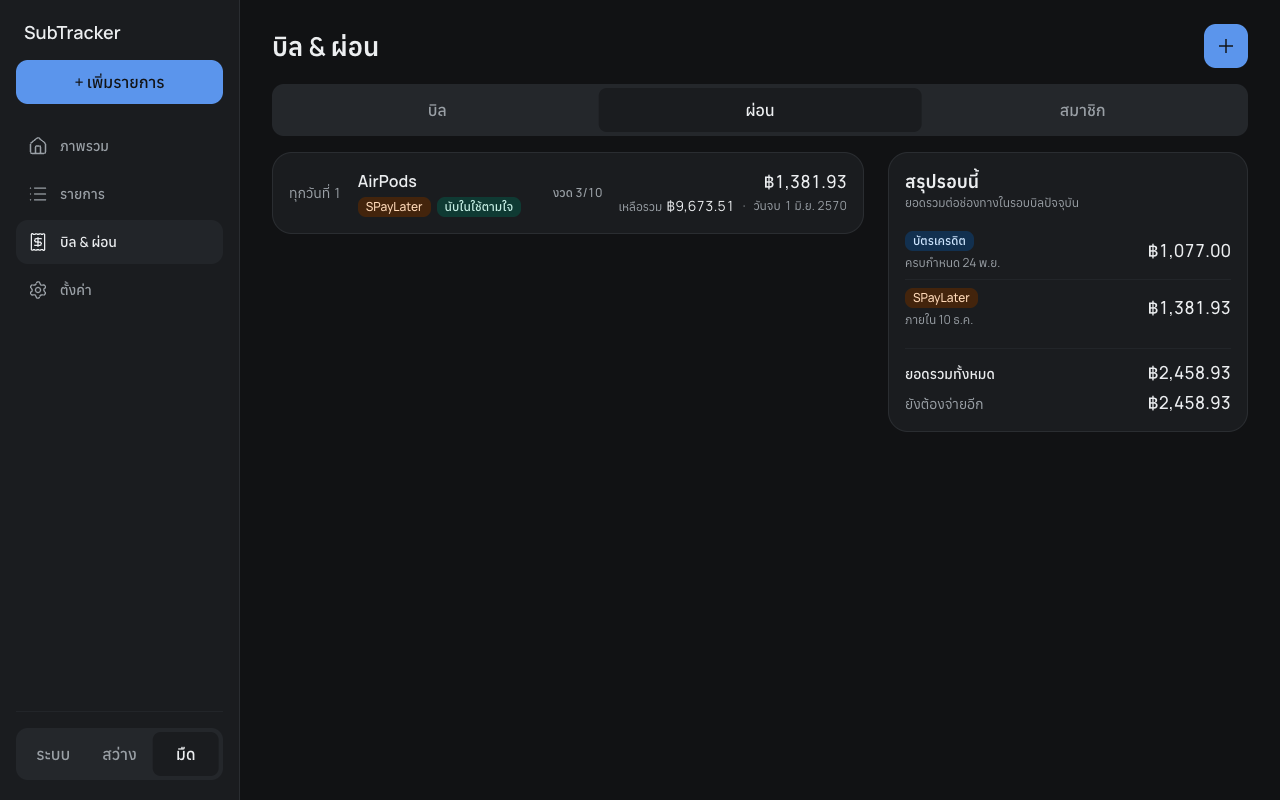 SubTracker
+ เพิ่มรายการ
ภาพรวม
รายการ
บิล & ผ่อน
ตั้งค่า
ระบบ
สว่าง
มืด
บิล & ผ่อน
บิล
ผ่อน
สมาชิก
ทุกวันที่ 1
AirPods
SPayLater
นับในใช้ตามใจ
งวด 3/10
฿1,381.93
เหลือรวม ฿9,673.51 · วันจบ 1 มิ.ย. 2570
สรุปรอบนี้
ยอดรวมต่อช่องทางในรอบบิลปัจจุบัน
บัตรเครดิต
ครบกำหนด 24 พ.ย.
฿1,077.00
SPayLater
ภายใน 10 ธ.ค.
฿1,381.93
ยอดรวมทั้งหมด ฿2,458.93
ยังต้องจ่ายอีก ฿2,458.93